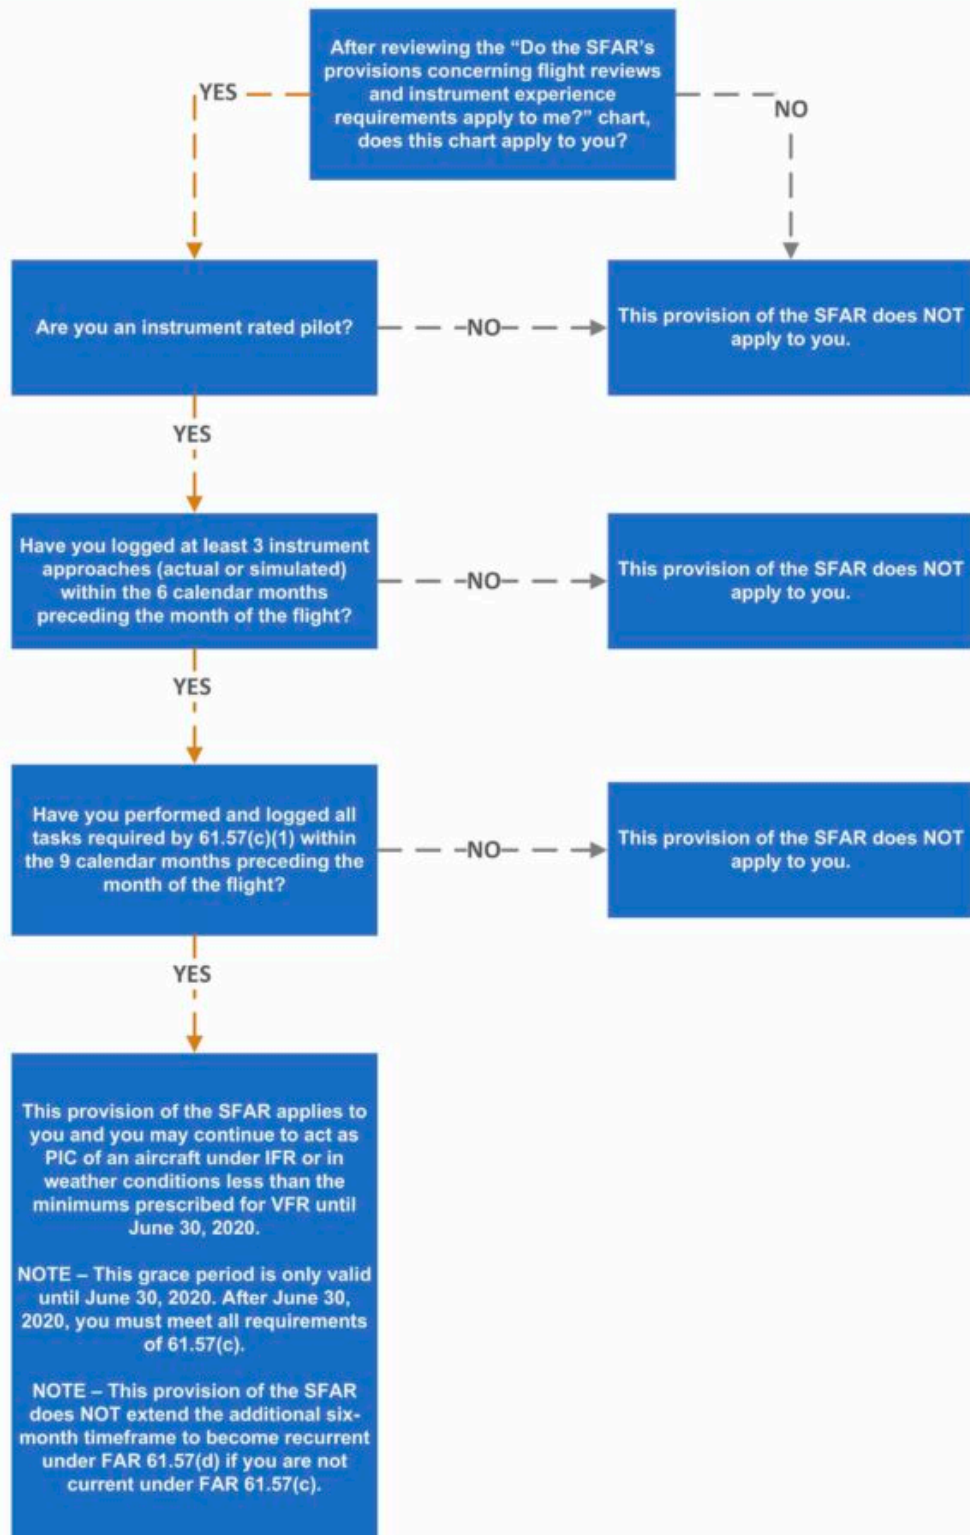 After reviewing the “Do the SFAR’s
provisions concerning flight reviews
and instrument experience
requirements apply to me?” chart,
does this chart apply to you?
YES
NO
Are you an instrument rated pilot?
NO
This provision of the SFAR does NOT
apply to you.
YES
Have you logged at least 3 instrument
approaches (actual or simulated)
within the 6 calendar months
preceding the month of the flight?
NO
This provision of the SFAR does NOT
apply to you.
YES
Have you performed and logged all
tasks required by 61.57(c)(1) within
the 9 calendar months preceding the
month of the flight?
NO
This provision of the SFAR does NOT
apply to you.
YES
This provision of the SFAR applies to
you and you may continue to act as
PIC of an aircraft under IFR or in
weather conditions less than the
minimums prescribed for VFR until
June 30, 2020.
NOTE – This grace period is only valid
until June 30, 2020. After June 30,
2020, you must meet all requirements
of 61.57(c).
NOTE – This provision of the SFAR
does NOT extend the additional six-
month timeframe to become recurrent
under FAR 61.57(d) if you are not
current under FAR 61.57(c).